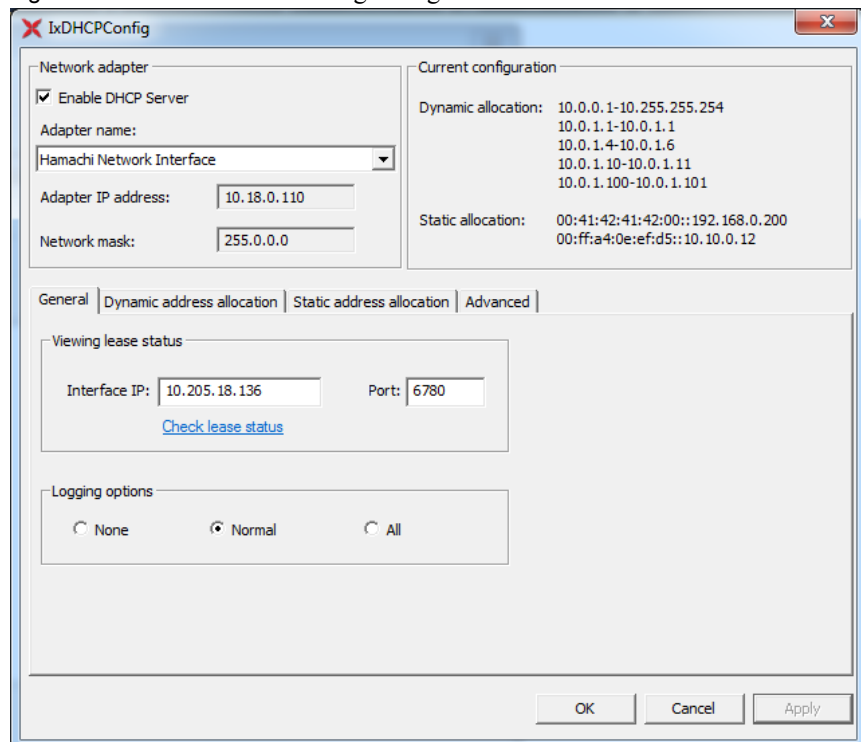 IxDHCPConfig
Network adapter
Enable DHCP Server
Adapter name:
Hamachi Network Interface
Adapter IP address: 10.18.0.110
Network mask: 255.0.0.0
Current configuration
Dynamic allocation: 10.0.0.1-10.255.255.254
10.0.1.1-10.0.1.1
10.0.1.4-10.0.1.6
10.0.1.10-10.0.1.11
10.0.1.100-10.0.1.101
Static allocation: 00:41:42:41:42:00::192.168.0.200
00:ff:a4:0e:ef:d5::10.10.0.12
General Dynamic address allocation Static address allocation Advanced
Viewing lease status
Interface IP: 10.205.18.136 Port: 6780
Check lease status
Logging options
None Normal All
OK Cancel Apply